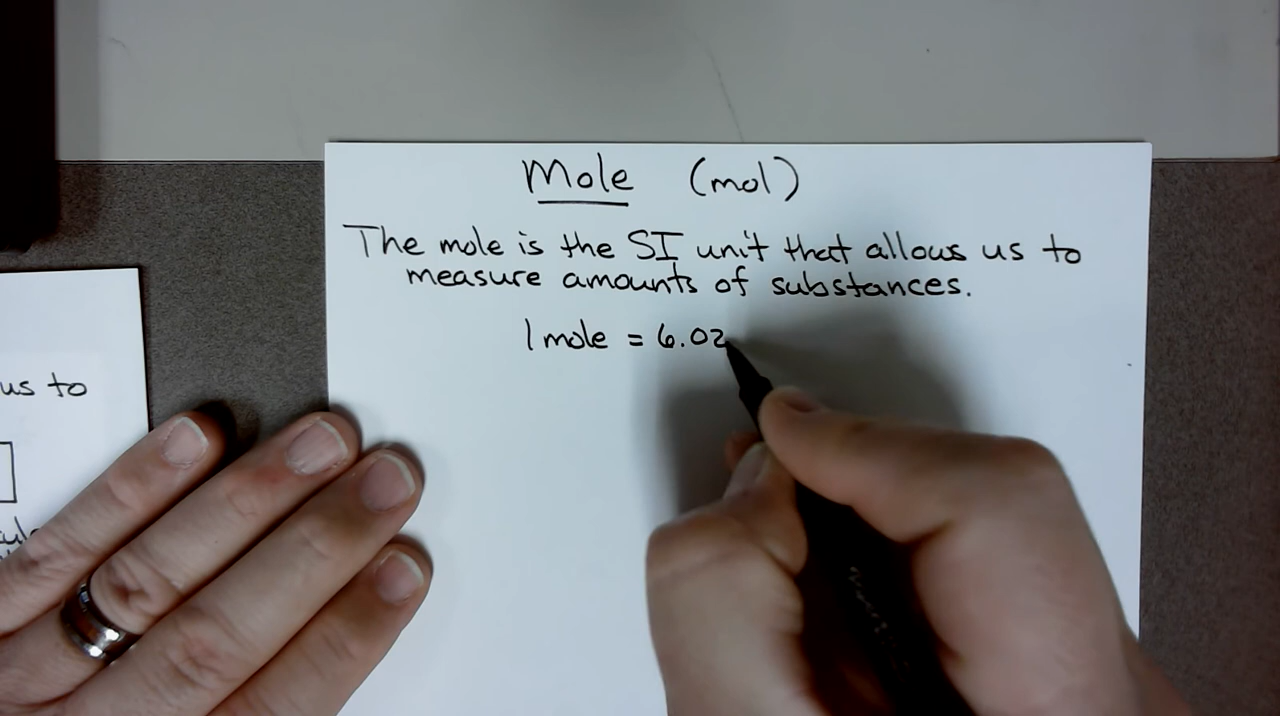 Mole (mol)
The mole is the SI unit that allows us to
measure amounts of substances.
1 mole = 6.02
us to